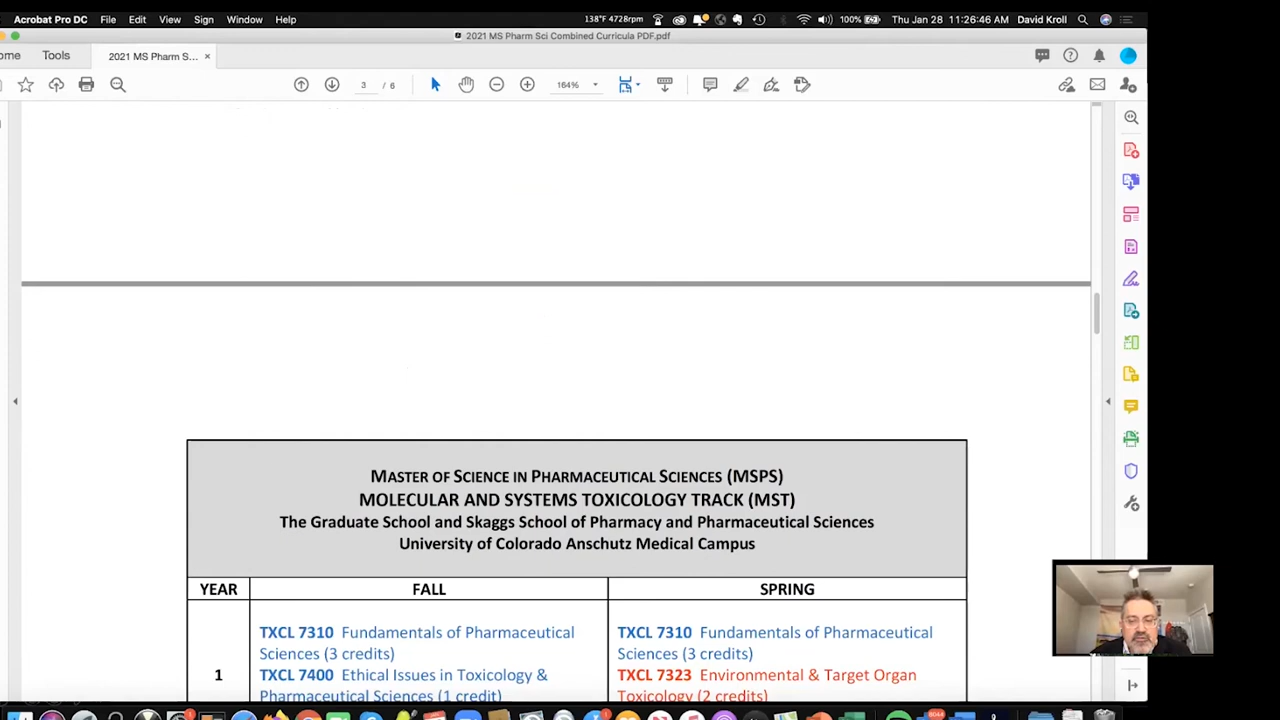 Acrobat Pro DC File Edit View Sign Window Help 138°F 4728rpm 100% Thu Jan 28 11:26:46 AM David Kroll
2021 MS Pharm Sci Combined Curricula PDF.pdf
ome Tools 2021 MS Pharm S... ×
3 / 6 164%
MASTER OF SCIENCE IN PHARMACEUTICAL SCIENCES (MSPS)
MOLECULAR AND SYSTEMS TOXICOLOGY TRACK (MST)
The Graduate School and Skaggs School of Pharmacy and Pharmaceutical Sciences
University of Colorado Anschutz Medical Campus
YEAR FALL SPRING
1
TXCL 7310 Fundamentals of Pharmaceutical
Sciences (3 credits)
TXCL 7400 Ethical Issues in Toxicology &
Pharmaceutical Sciences (1 credit)
TXCL 7310 Fundamentals of Pharmaceutical
Sciences (3 credits)
TXCL 7323 Environmental & Target Organ
Toxicology (2 credits)